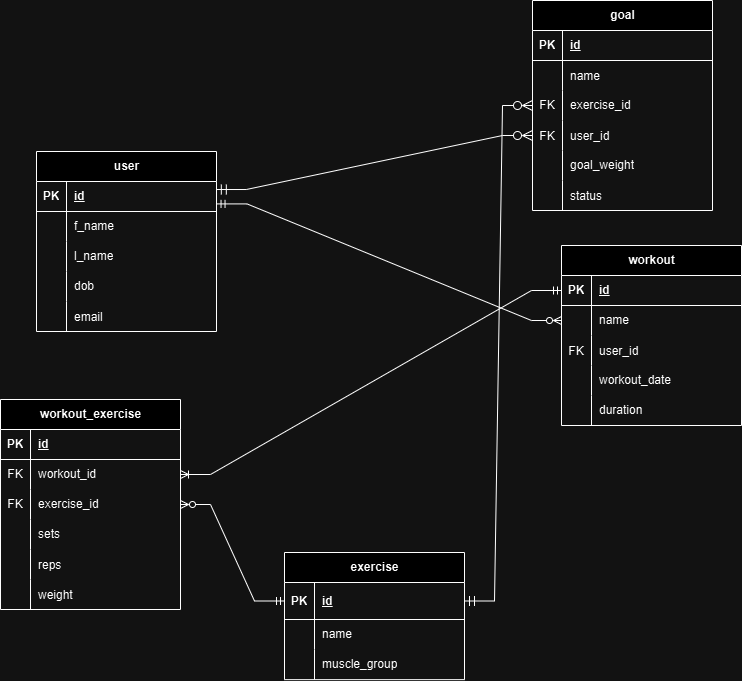 goal
PK id
name
FK exercise_id
FK user_id
goal_weight
status
user
PK id
f_name
l_name
dob
email
workout
PK id
name
FK user_id
workout_date
duration
workout_exercise
PK id
FK workout_id
FK exercise_id
sets
reps
weight
exercise
PK id
name
muscle_group